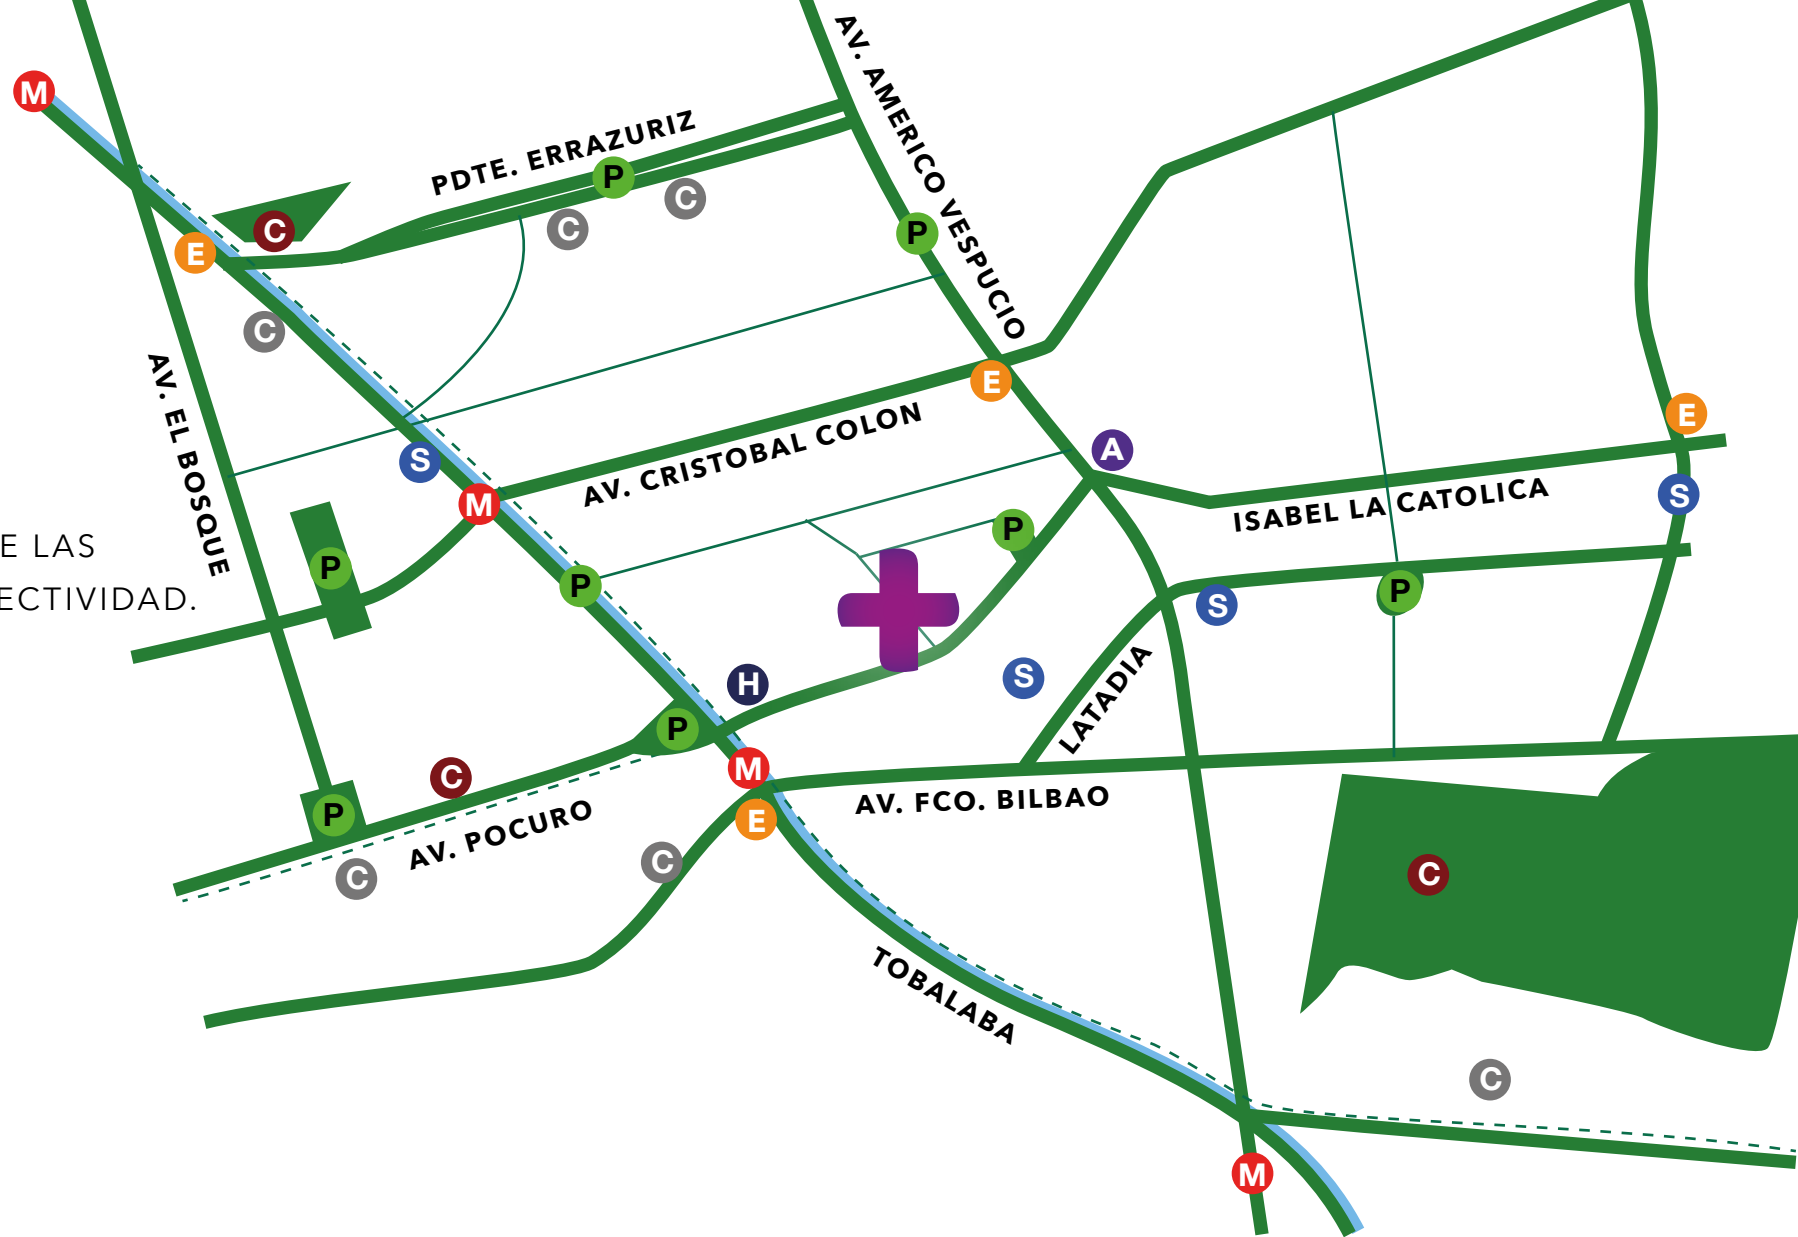 M
AV. AMERICO VESPUCIO
PDTE. ERRAZURIZ
P
C
C
C
E
P
C
AV. EL BOSQUE
E
AV. CRISTOBAL COLON
E
S
M
A
ISABEL LA CATOLICA
S
E LAS
ECTIVIDAD.
P
P
P
P
S
H
S
LATADIA
P
M
C
P
AV. POCURO
E
AV. FCO. BILBAO
C
C
C
TOBALABA
C
M